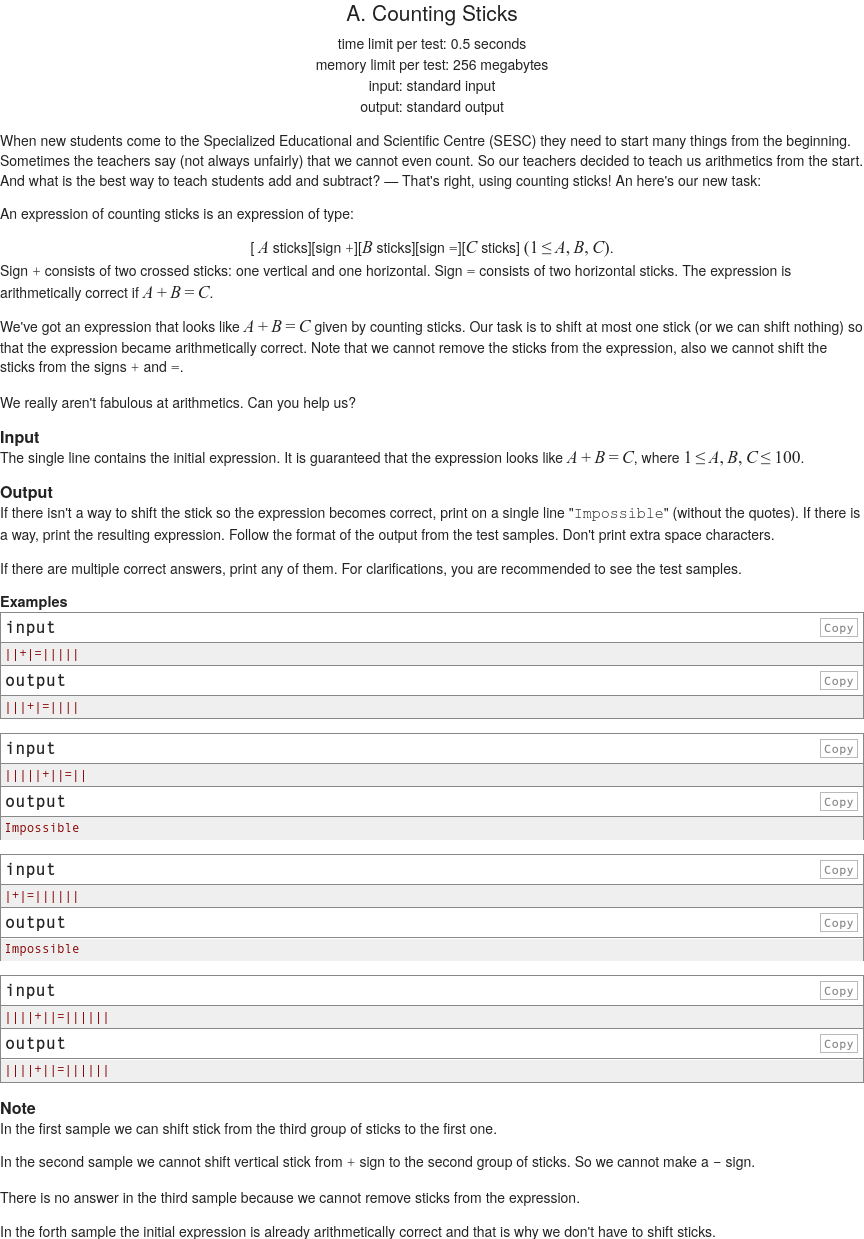 A. Counting Sticks
time limit per test: 0.5 seconds
memory limit per test: 256 megabytes
input: standard input
output: standard output
When new students come to the Specialized Educational and Scientific Centre (SESC) they need to start many things from the beginning.
Sometimes the teachers say (not always unfairly) that we cannot even count. So our teachers decided to teach us arithmetics from the start.
And what is the best way to teach students add and subtract? — That's right, using counting sticks! An here's our new task:
An expression of counting sticks is an expression of type:
[ A sticks][sign +][B sticks][sign =][C sticks] (1 ≤ A, B, C).
Sign + consists of two crossed sticks: one vertical and one horizontal. Sign = consists of two horizontal sticks. The expression is
arithmetically correct if A + B = C.
We've got an expression that looks like A + B = C given by counting sticks. Our task is to shift at most one stick (or we can shift nothing) so
that the expression became arithmetically correct. Note that we cannot remove the sticks from the expression, also we cannot shift the
sticks from the signs + and =.
We really aren't fabulous at arithmetics. Can you help us?
Input
The single line contains the initial expression. It is guaranteed that the expression looks like A + B = C, where 1 ≤ A, B, C ≤ 100.
Output
If there isn't a way to shift the stick so the expression becomes correct, print on a single line "Impossible" (without the quotes). If there is
a way, print the resulting expression. Follow the format of the output from the test samples. Don't print extra space characters.
If there are multiple correct answers, print any of them. For clarifications, you are recommended to see the test samples.
Examples
input Copy
||+|=|||||
output Copy
|||+|=||||
input Copy
|||||+||=||
output Copy
Impossible
input Copy
|+|=||||||
output Copy
Impossible
input Copy
||||+||=||||||
output Copy
||||+||=||||||
Note
In the first sample we can shift stick from the third group of sticks to the first one.
In the second sample we cannot shift vertical stick from + sign to the second group of sticks. So we cannot make a − sign.
There is no answer in the third sample because we cannot remove sticks from the expression.
In the forth sample the initial expression is already arithmetically correct and that is why we don't have to shift sticks.